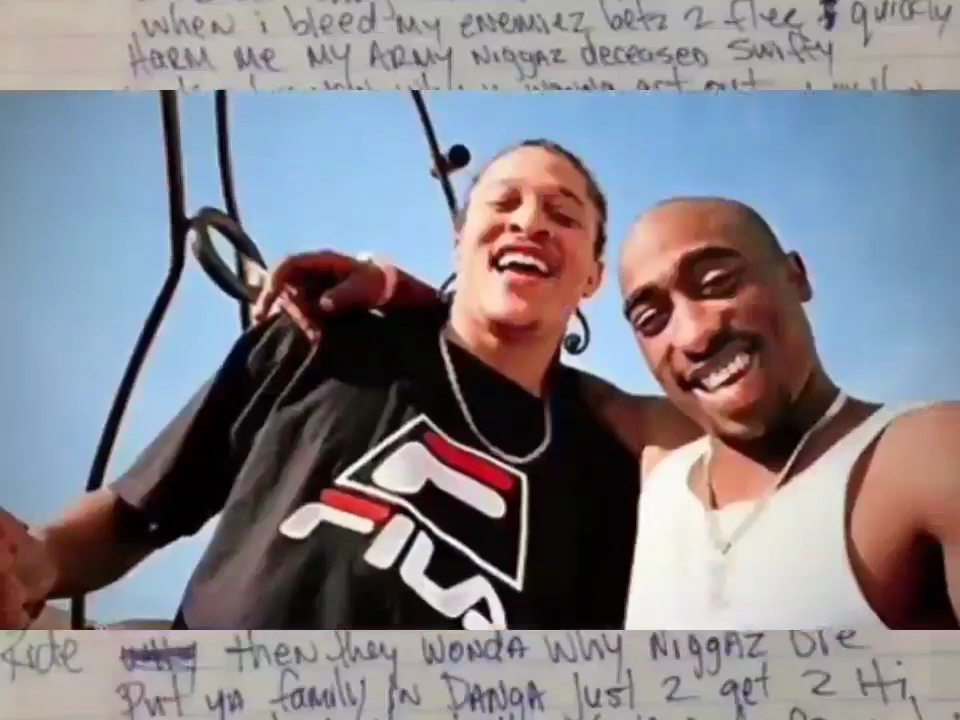 when i bleed my enemiez betz 2 flee & quickly
Harm me my ARMY Niggaz deceased Swifty
FILA
Ride then they wonda why Niggaz Die
Put ya family in Danga Just 2 get 2 Hi,